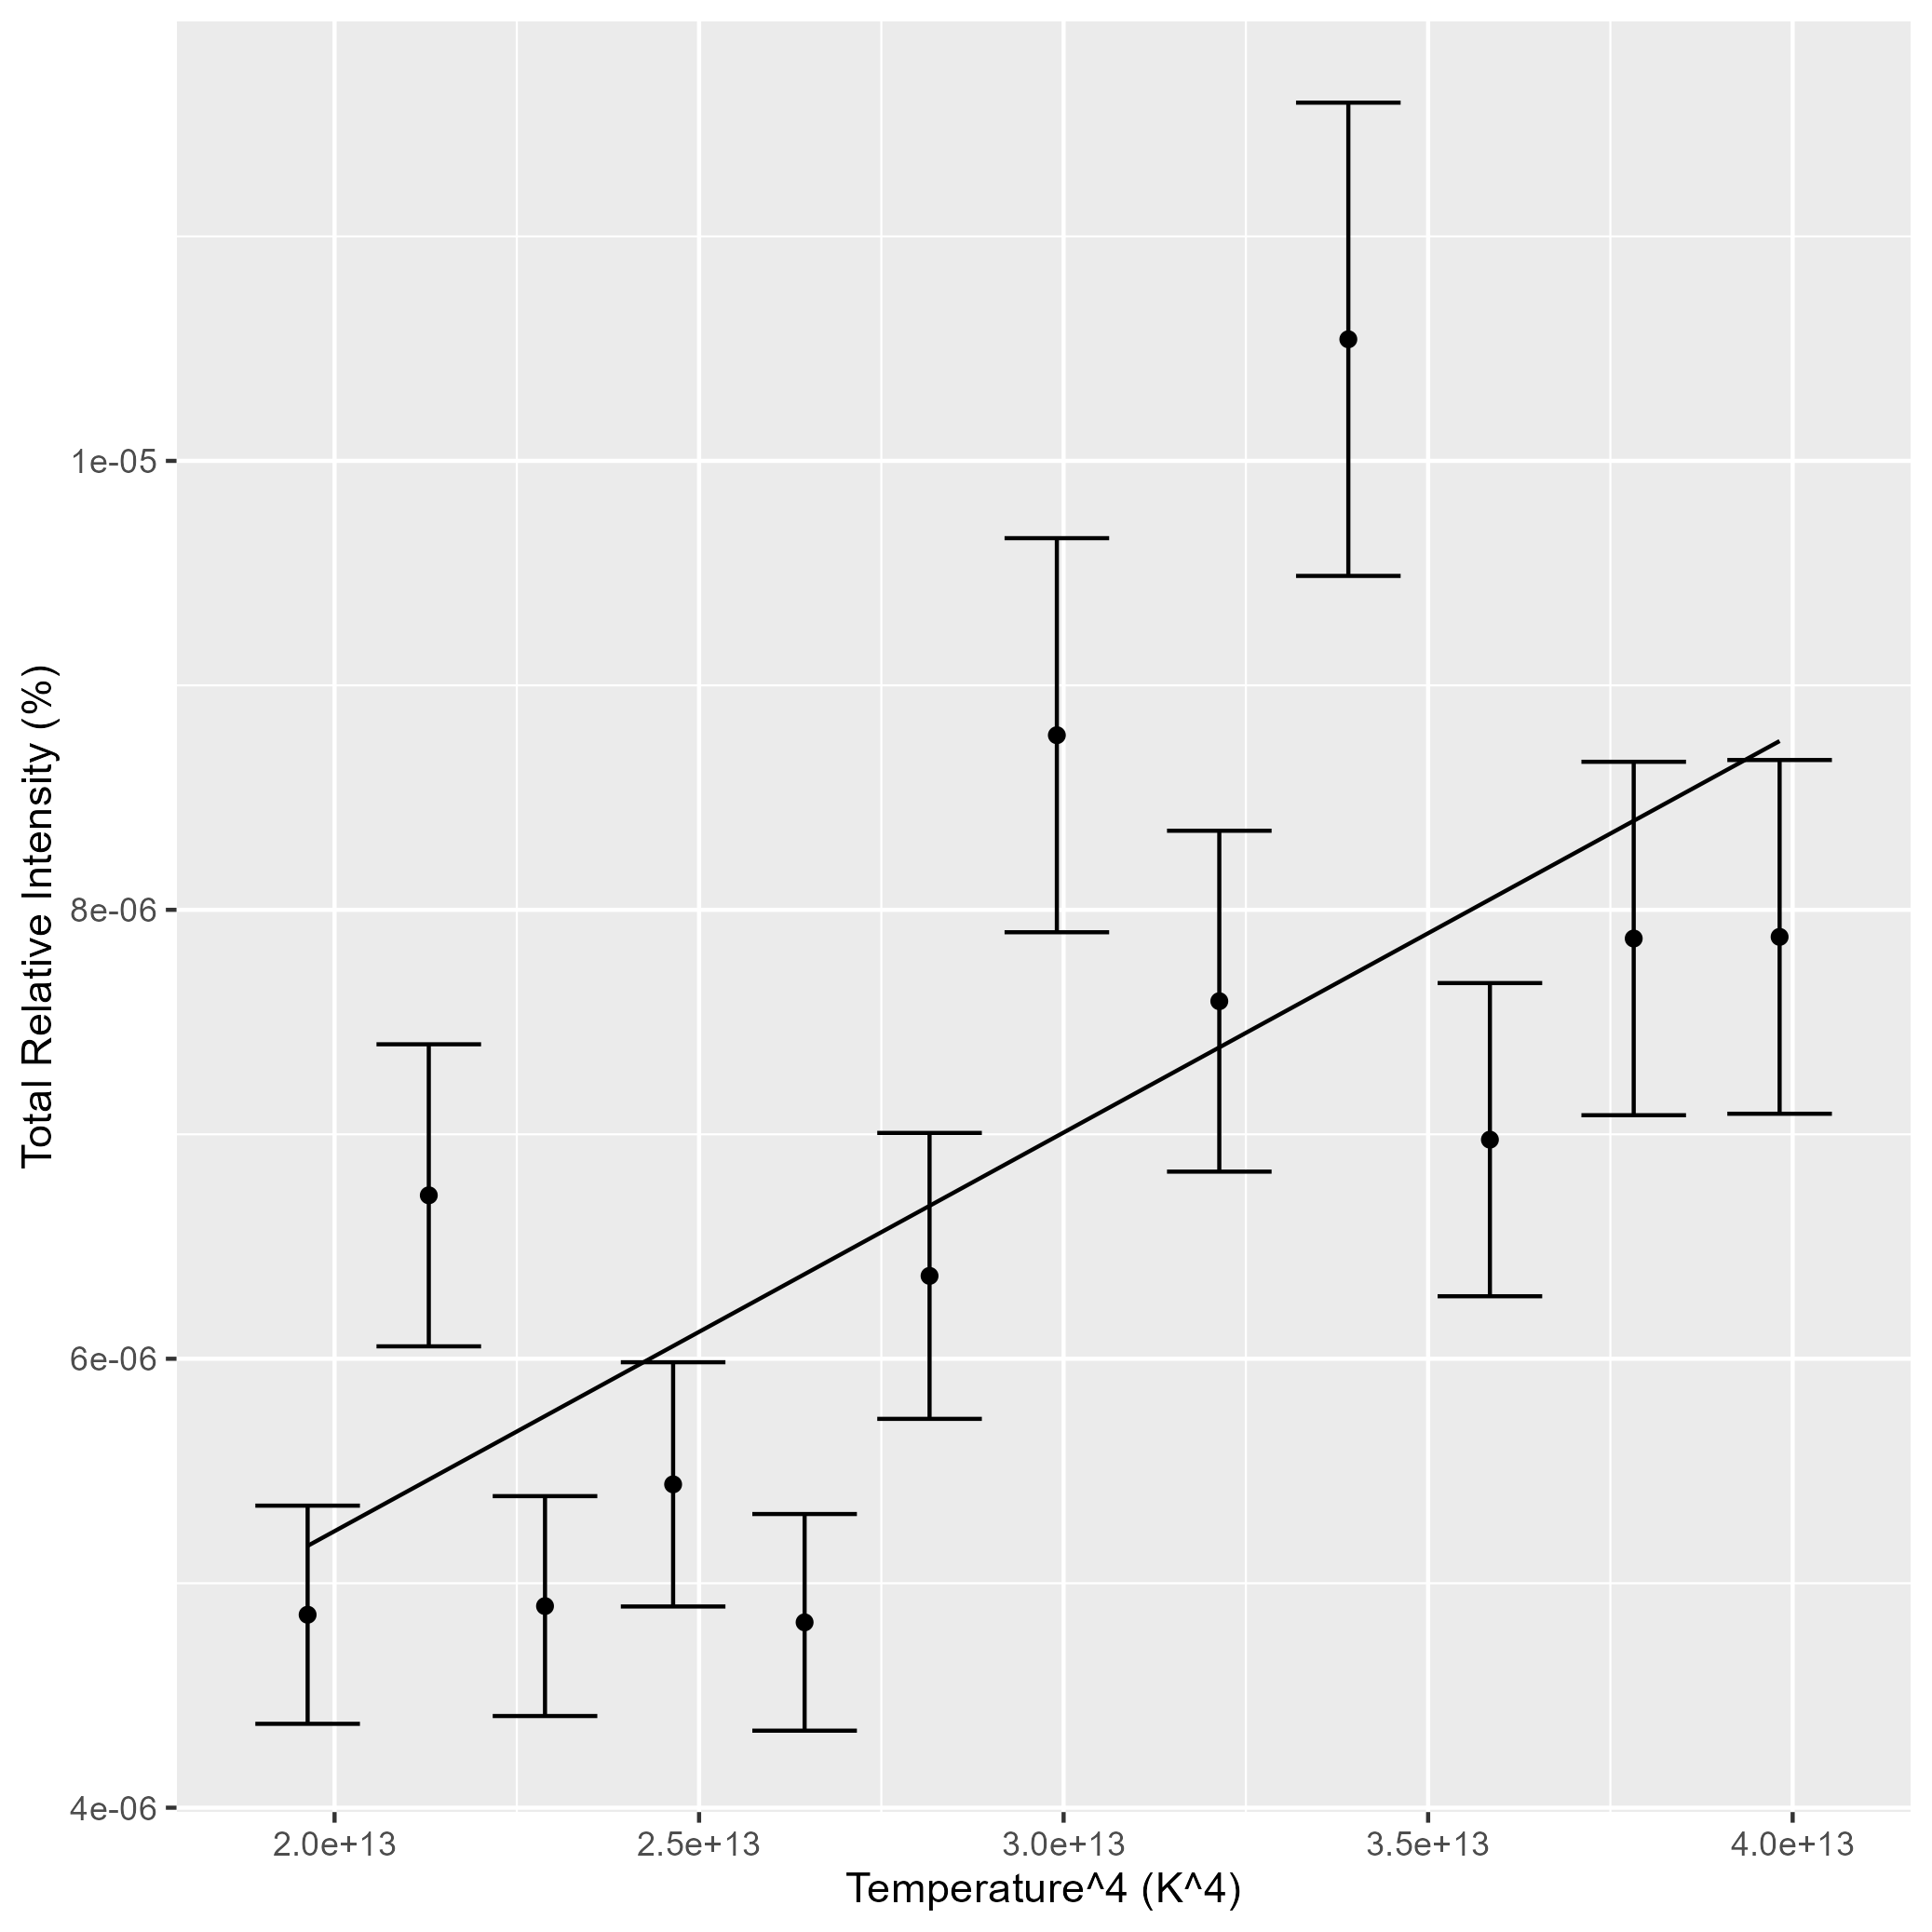 Total Relative Intensity (%)
1e-05
8e-06
6e-06
4e-06
2.0e+13
2.5e+13
3.0e+13
3.5e+13
4.0e+13
Temperature^4 (K^4)